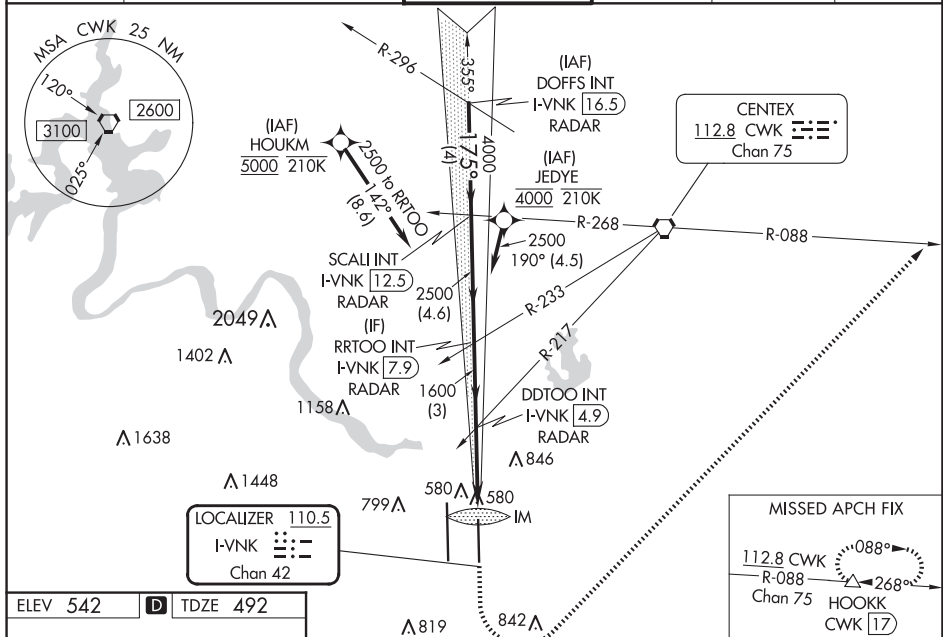 MSA CWK 25 NM
120°
2600
3100
025°
R-296
355°
(IAF)
DOFFS INT
I-VNK 16.5
RADAR
175°
(4)
4000
(IAF)
HOUKM
5000 210K
2500 to RRTOO
142°
(8.6)
(IAF)
JEDYE
4000 210K
CENTEX
112.8 CWK
Chan 75
R-268
R-088
2500
190° (4.5)
SCALI INT
I-VNK 12.5
RADAR
2500
(4.6)
R-233
R-217
(IF)
RRTOO INT
I-VNK 7.9
RADAR
1600
(3)
DDTOO INT
I-VNK 4.9
RADAR
2049
1402
1158
1638
846
1448
799
580
580
IM
LOCALIZER 110.5
I-VNK
Chan 42
MISSED APCH FIX
112.8 CWK
R-088
Chan 75
088°
268°
HOOKK
CWK 17
ELEV 542 D TDZE 492
819
842